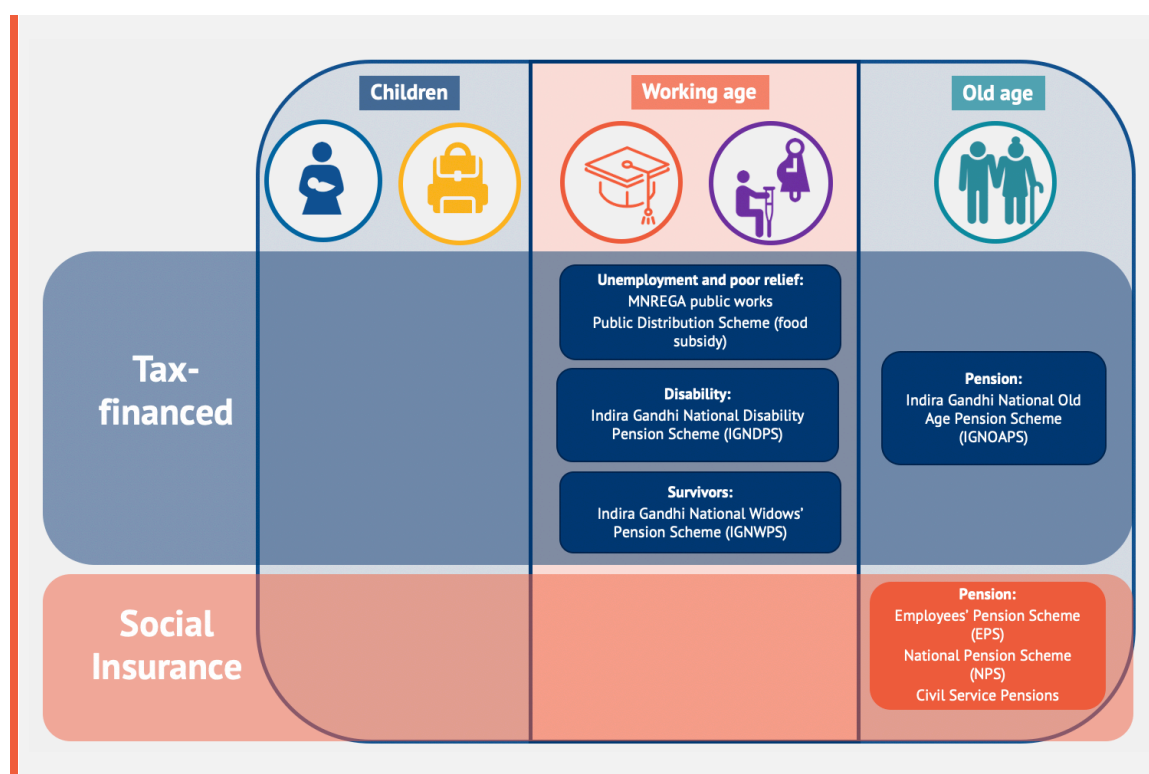 Children
Working age
Old age
Tax-
financed
Unemployment and poor relief:
MNREGA public works
Public Distribution Scheme (food
subsidy)
Disability:
Indira Gandhi National Disability
Pension Scheme (IGNDPS)
Survivors:
Indira Gandhi National Widows’
Pension Scheme (IGNWPS)
Pension:
Indira Gandhi National Old
Age Pension Scheme
(IGNOAPS)
Social
Insurance
Pension:
Employees’ Pension Scheme
(EPS)
National Pension Scheme
(NPS)
Civil Service Pensions